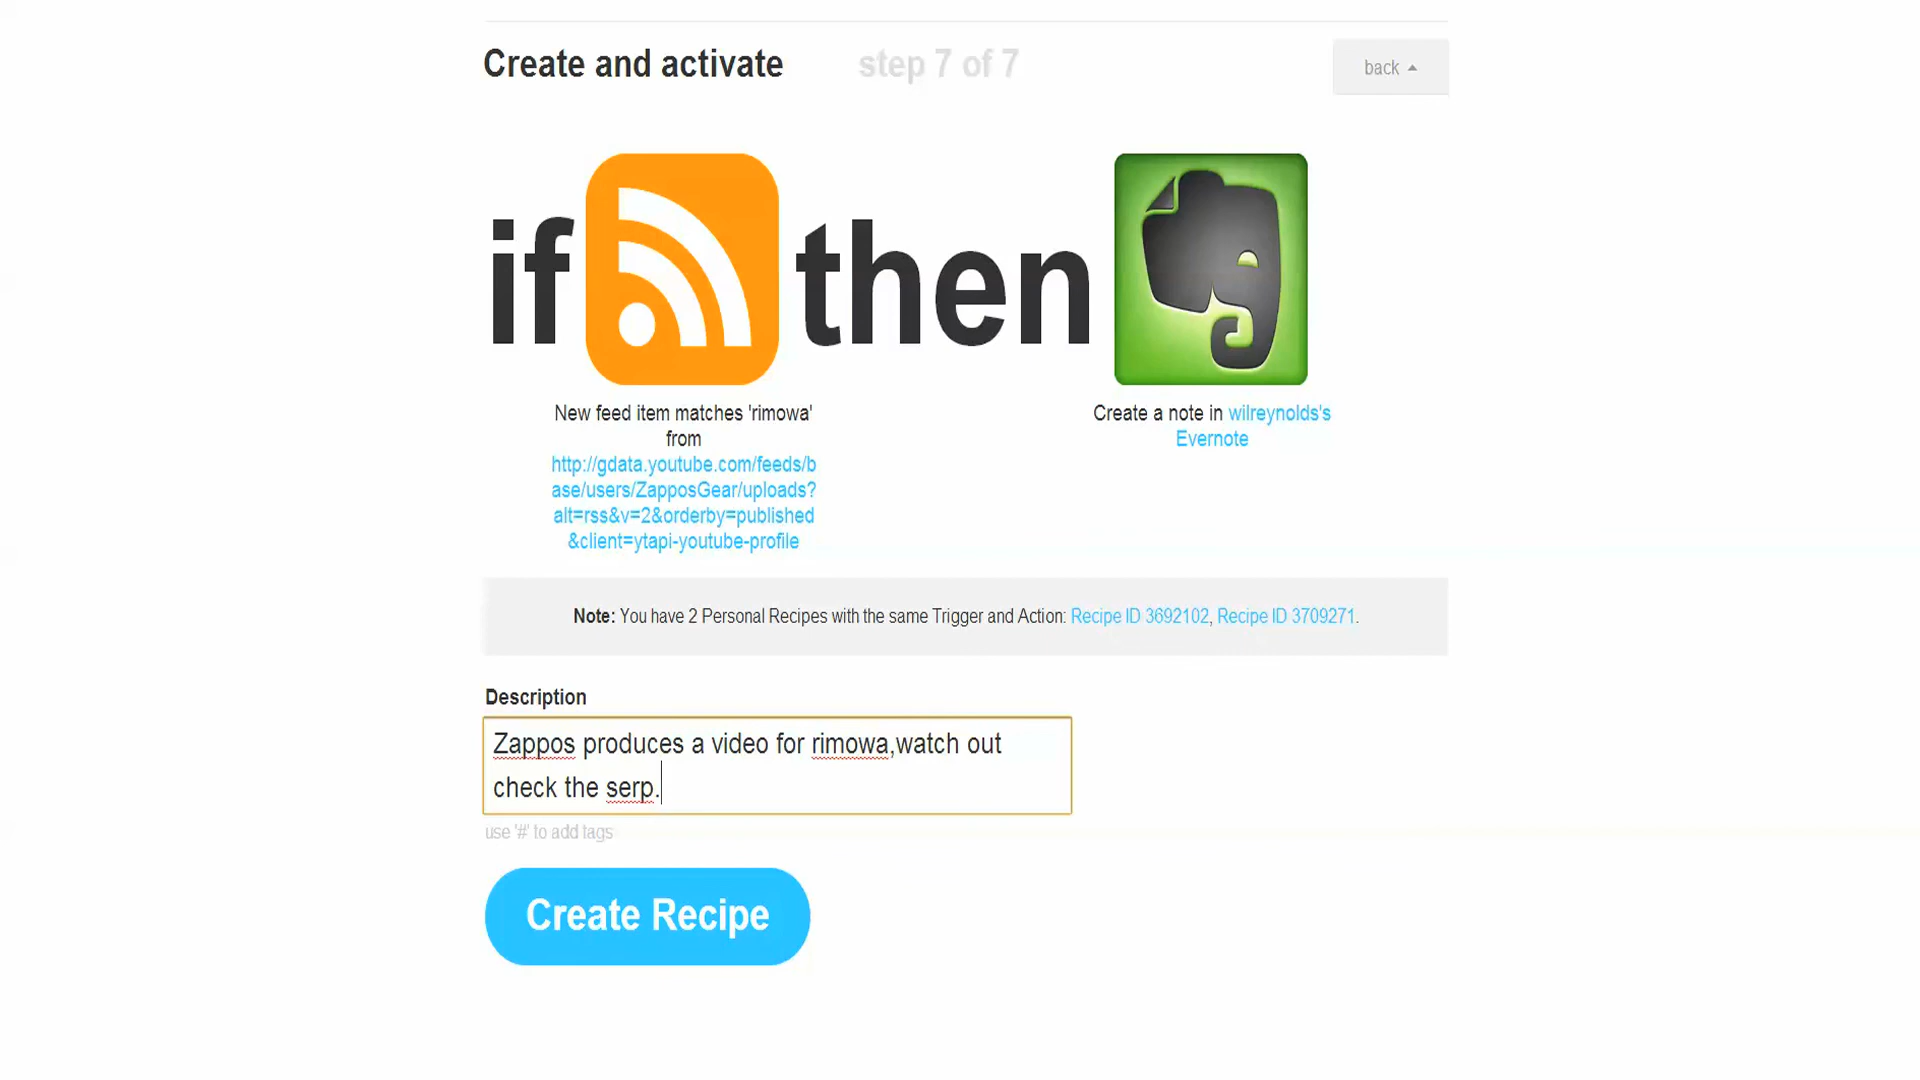 Create and activate step 7 of 7 back
if then
New feed item matches 'rimowa'
from
http://gdata.youtube.com/feeds/b
ase/users/ZapposGear/uploads?
alt=rss&v=2&orderby=published
&client=ytapi-youtube-profile
Create a note in wilreynolds's
Evernote
Note: You have 2 Personal Recipes with the same Trigger and Action: Recipe ID 3692102, Recipe ID 3709271.
Description
Zappos produces a video for rimowa,watch out
check the serp.
use '#' to add tags
Create Recipe